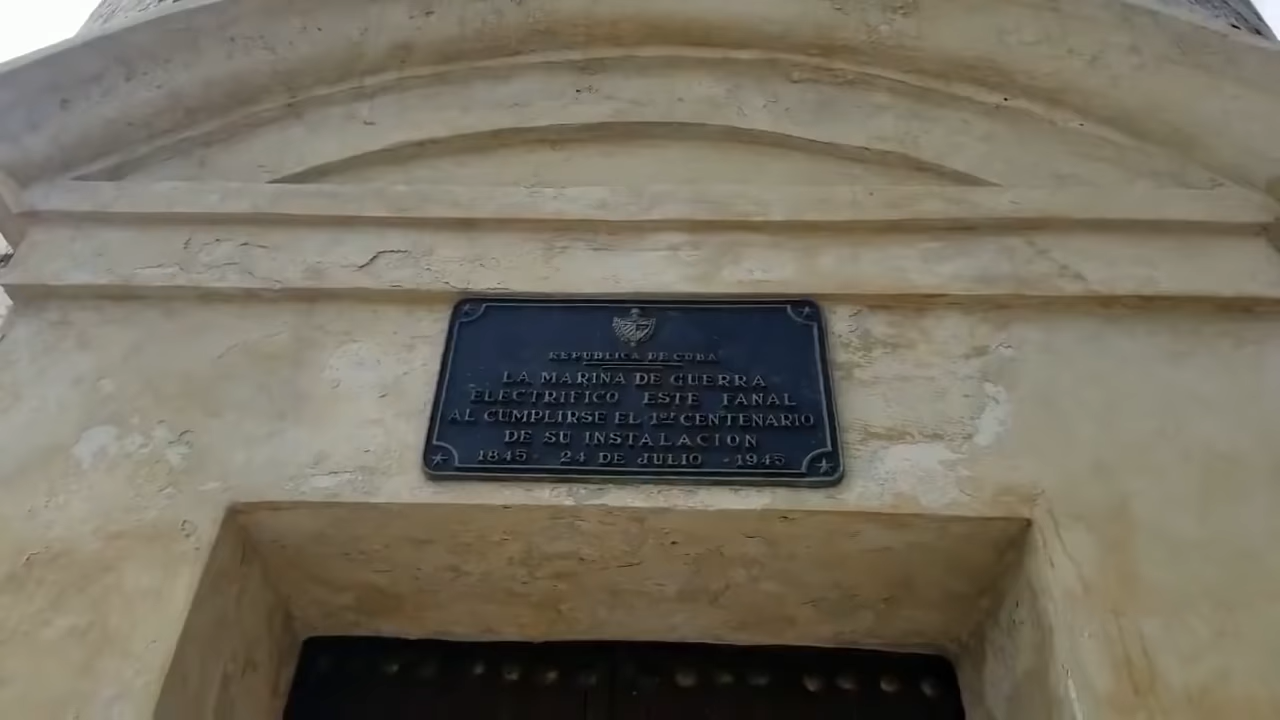 REPUBLICA DE CUBA
LA MARINA DE GUERRA
ELECTRIFICO ESTE FANAL
AL CUMPLIRSE EL 1er CENTENARIO
DE SU INSTALACION
1845 - 24 DE JULIO - 1945